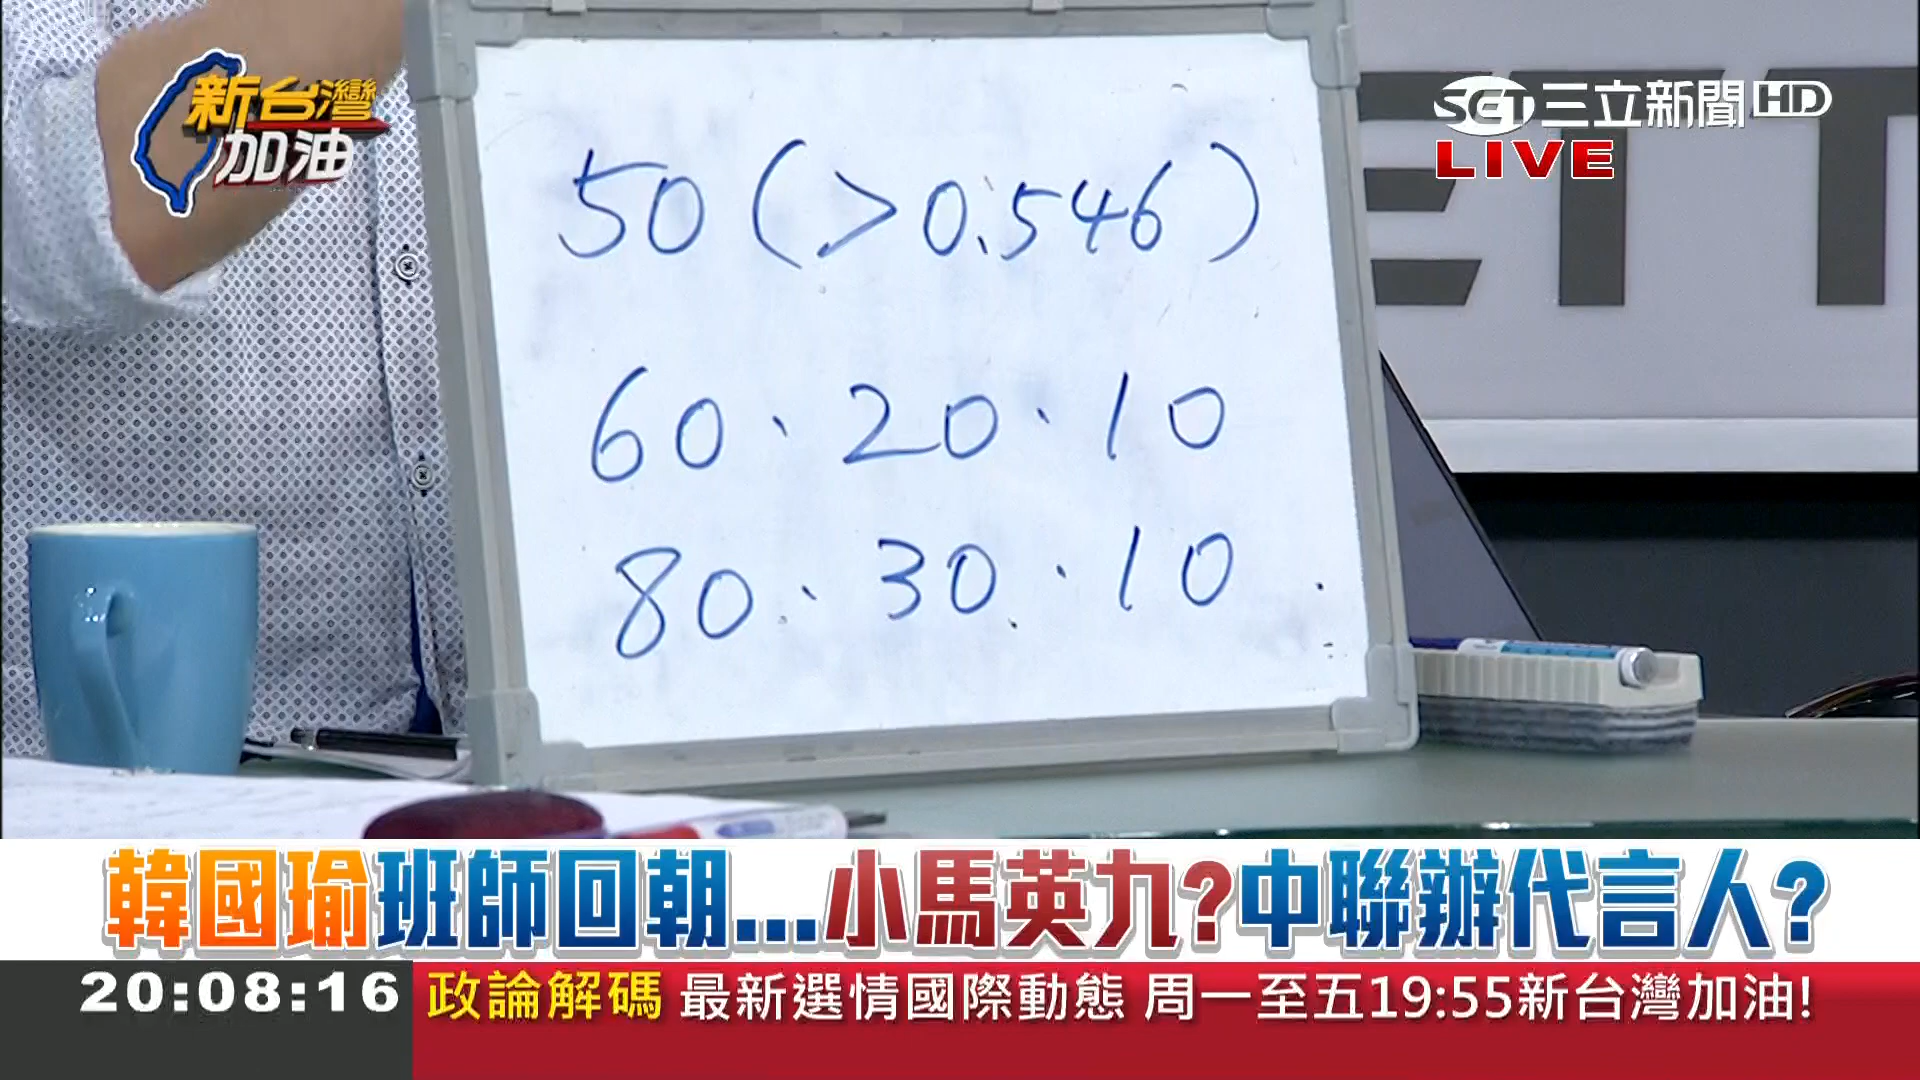 新台灣
加油
SET三立新聞HD
LIVE
ETT
50(>0.546)
60、20、10
80、30、10
韓國瑜班師回朝...小馬英九?中聯辦代言人?
20:08:16
政論解碼 最新選情國際動態 周一至五19:55新台灣加油!